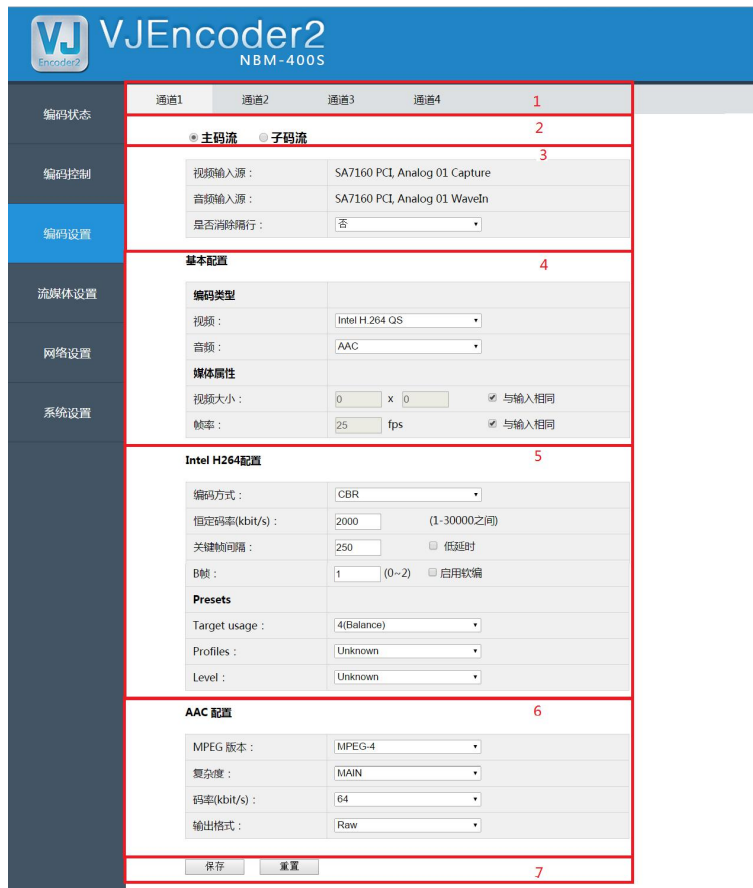 VJ
Encoder2
VJEncoder2
NBM-400S
编码状态
编码控制
编码设置
流媒体设置
网络设置
系统设置
通道1 通道2 通道3 通道4 1
主码流 子码流 2
3
视频输入源： SA7160 PCI, Analog 01 Capture
音频输入源： SA7160 PCI, Analog 01 WaveIn
是否消除隔行： 否
基本配置 4
编码类型
视频： Intel H.264 QS
音频： AAC
媒体属性
视频大小： 0 x 0 与输入相同
帧率： 25 fps 与输入相同
Intel H264配置 5
编码方式： CBR
恒定码率(kbit/s)： 2000 (1-30000之间)
关键帧间隔： 250 低延时
B帧： 1 (0~2) 启用软编
Presets
Target usage： 4(Balance)
Profiles： Unknown
Level： Unknown
AAC 配置 6
MPEG 版本： MPEG-4
复杂度： MAIN
码率(kbit/s)： 64
输出格式： Raw
保存 重置 7